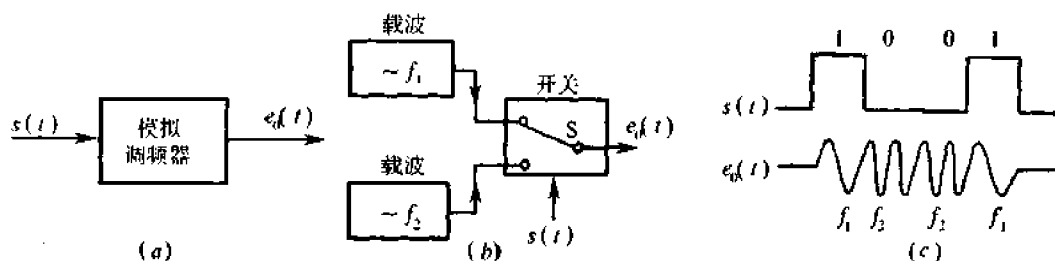 s(t)
模拟
调频器
e₀(t)
(a)
载波
~ f₁
载波
~ f₂
开关
S
e₀(t)
s(t)
(b)
1 0 0 1
s(t)
e₀(t)
f₁ f₂ f₂ f₁
(c)